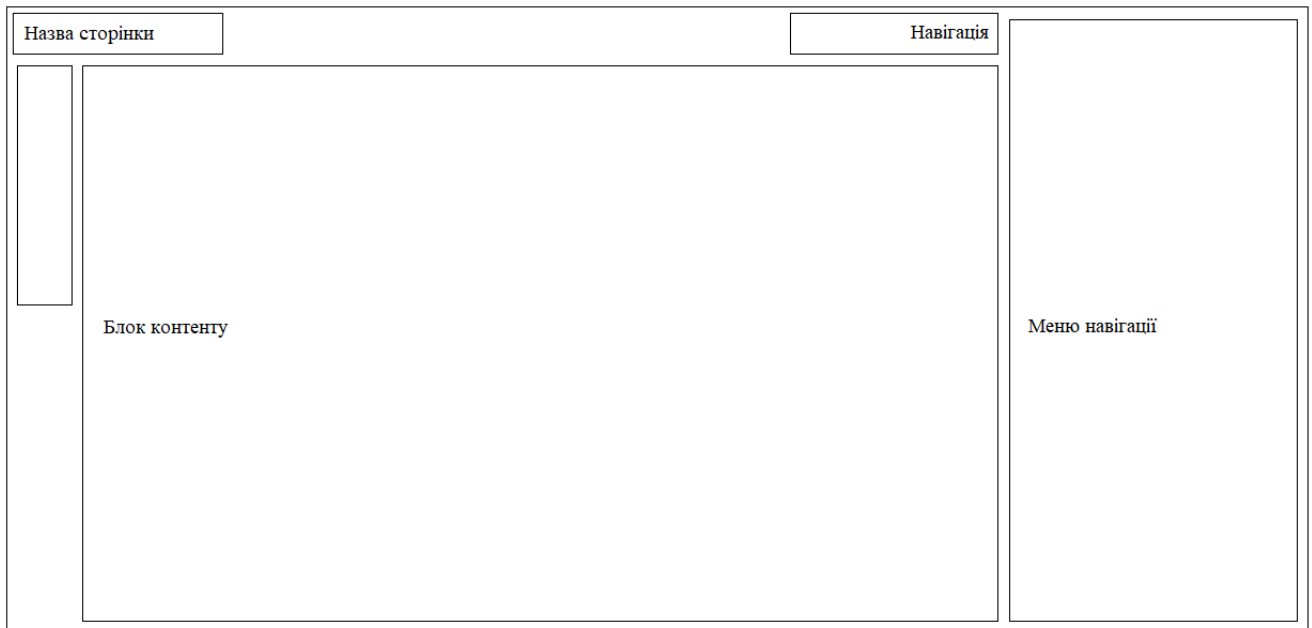 Назва сторінки
Навігація
Блок контенту
Меню навігації